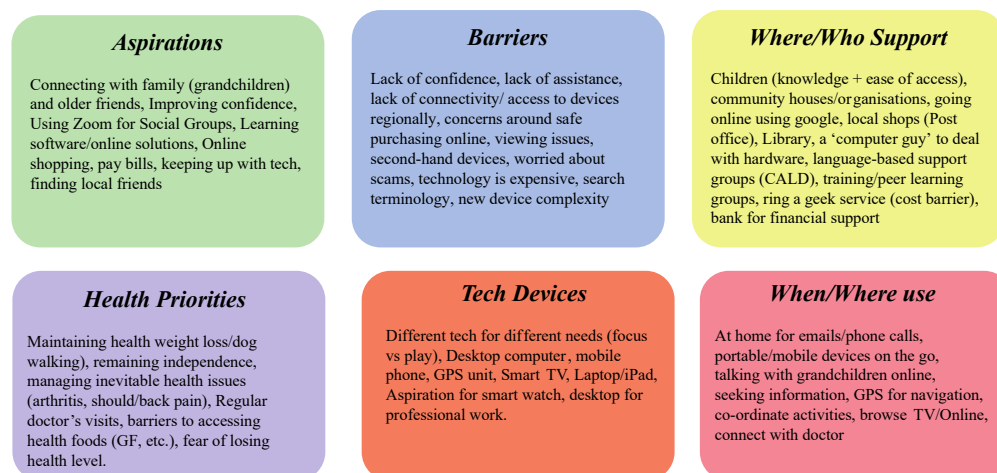 Aspirations
Connecting with family (grandchildren)
and older friends, Improving confidence,
Using Zoom for Social Groups, Learning
software/online solutions, Online
shopping, pay bills, keeping up with tech,
finding local friends
Barriers
Lack of confidence, lack of assistance,
lack of connectivity/ access to devices
regionally, concerns around safe
purchasing online, viewing issues,
second-hand devices, worried about
scams, technology is expensive, search
terminology, new device complexity
Where/Who Support
Children (knowledge + ease of access),
community houses/organisations, going
online using google, local shops (Post
office), Library, a ‘computer guy’ to deal
with hardware, language-based support
groups (CALD), training/peer learning
groups, ring a geek service (cost barrier),
bank for financial support
Health Priorities
Maintaining health weight loss/dog
walking), remaining independence,
managing inevitable health issues
(arthritis, should/back pain), Regular
doctor’s visits, barriers to accessing
health foods (GF, etc.), fear of losing
health level.
Tech Devices
Different tech for different needs (focus
vs play), Desktop computer, mobile
phone, GPS unit, Smart TV, Laptop/iPad,
Aspiration for smart watch, desktop for
professional work.
When/Where use
At home for emails/phone calls,
portable/mobile devices on the go,
talking with grandchildren online,
seeking information, GPS for navigation,
co-ordinate activities, browse TV/Online,
connect with doctor